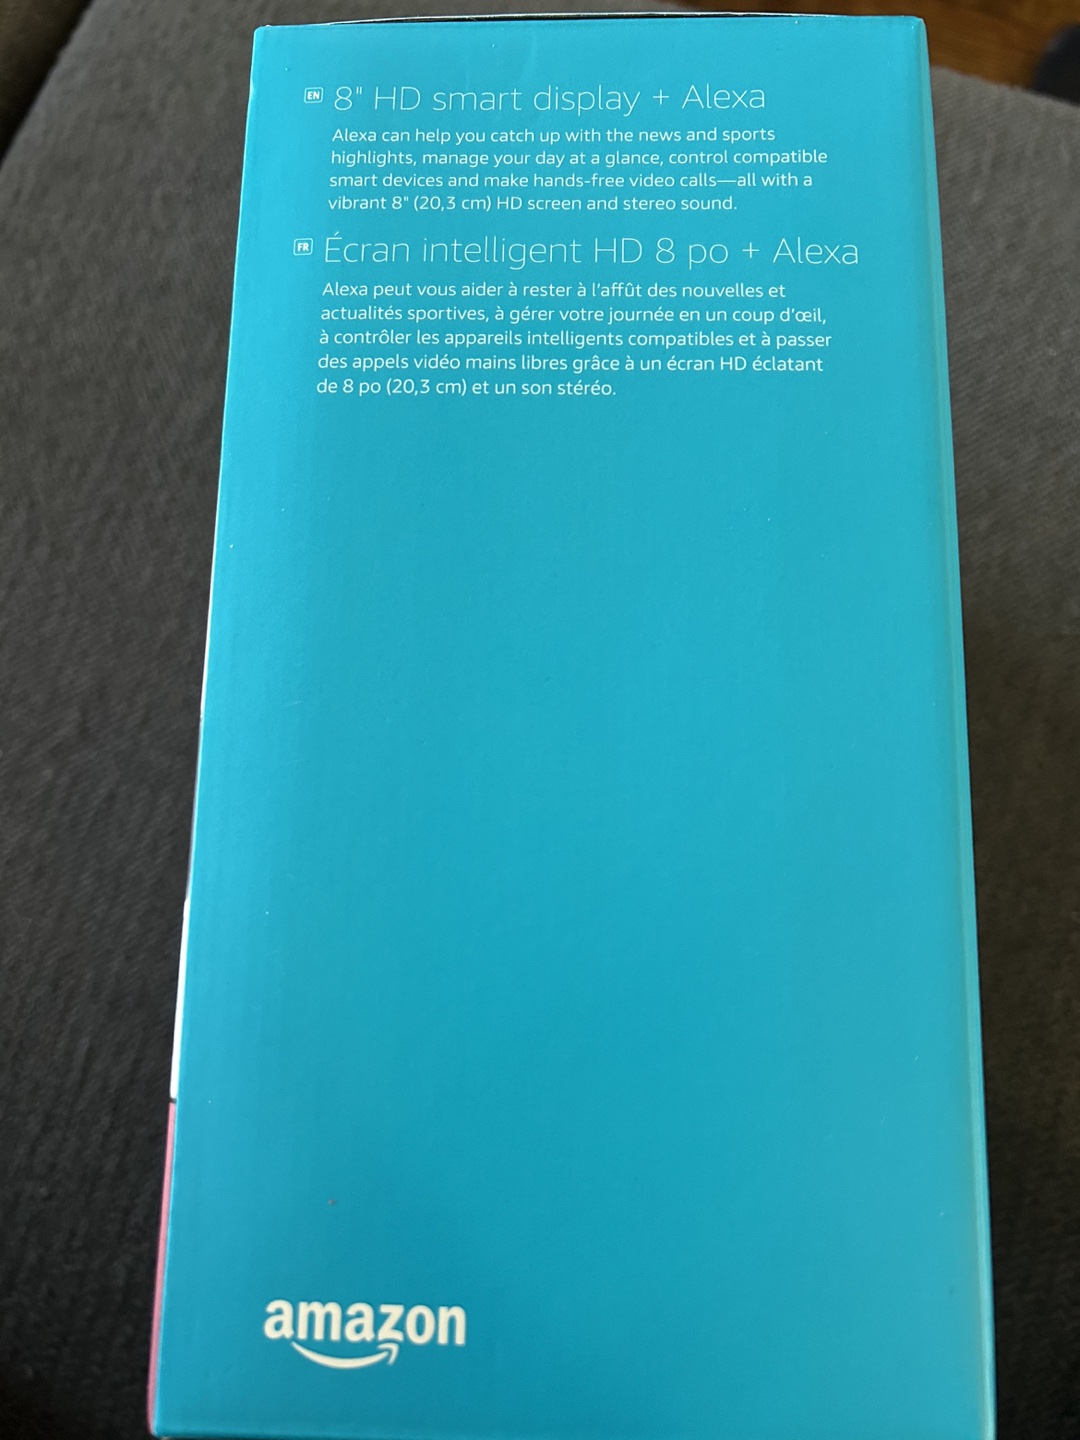 EN 8" HD smart display + Alexa
Alexa can help you catch up with the news and sports
highlights, manage your day at a glance, control compatible
smart devices and make hands-free video calls—all with a
vibrant 8" (20,3 cm) HD screen and stereo sound.
FR Écran intelligent HD 8 po + Alexa
Alexa peut vous aider à rester à l'affût des nouvelles et
actualités sportives, à gérer votre journée en un coup d'œil,
à contrôler les appareils intelligents compatibles et à passer
des appels vidéo mains libres grâce à un écran HD éclatant
de 8 po (20,3 cm) et un son stéréo.
amazon